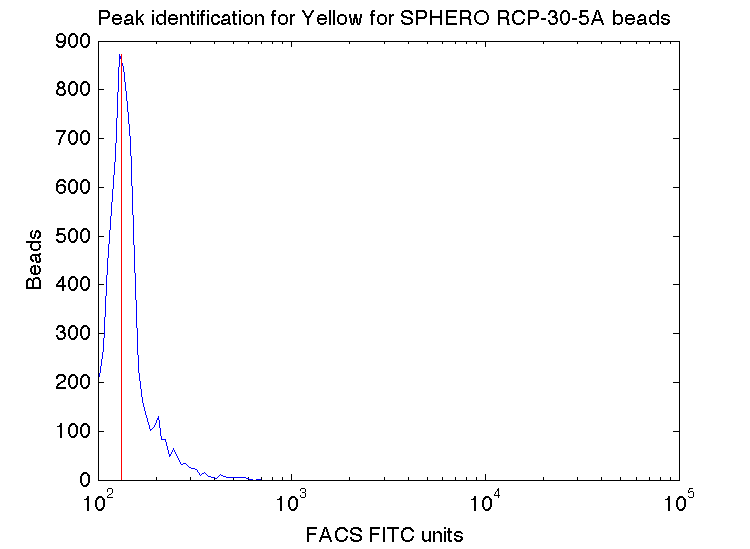 Peak identification for Yellow for SPHERO RCP-30-5A beads
900
800
700
600
500
400
300
200
100
0
Beads
10^2 10^3 10^4 10^5
FACS FITC units